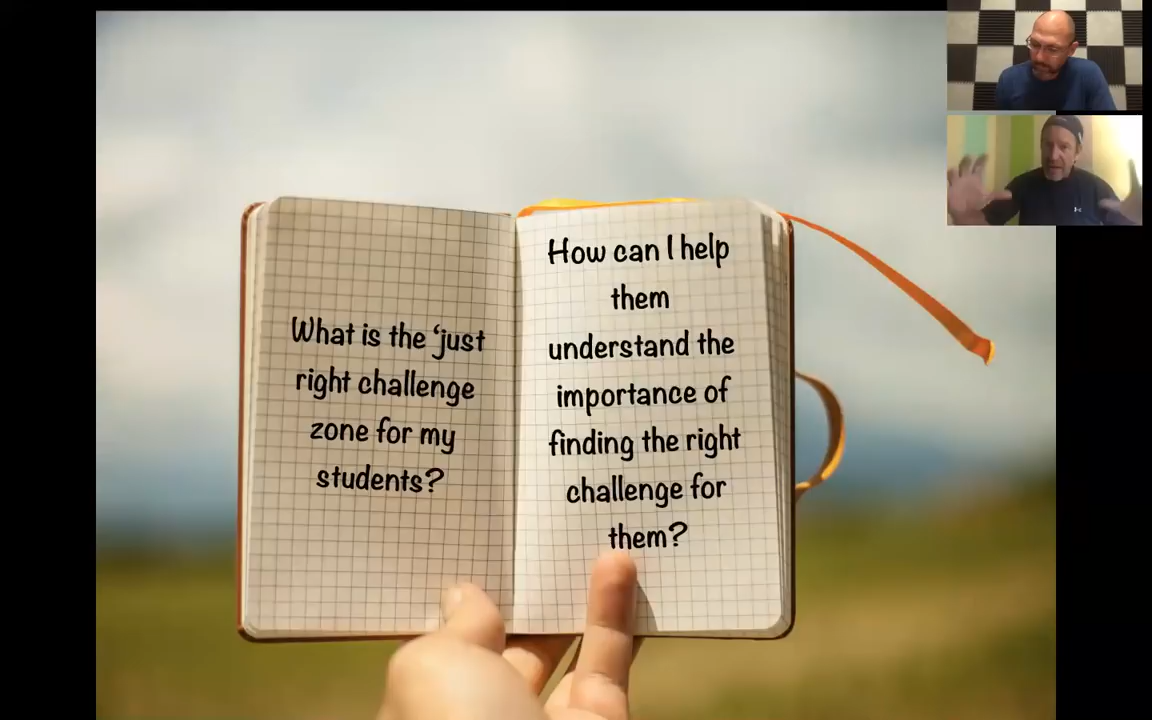 What is the ‘just
right challenge
zone for my
students?
How can I help
them
understand the
importance of
finding the right
challenge for
them?